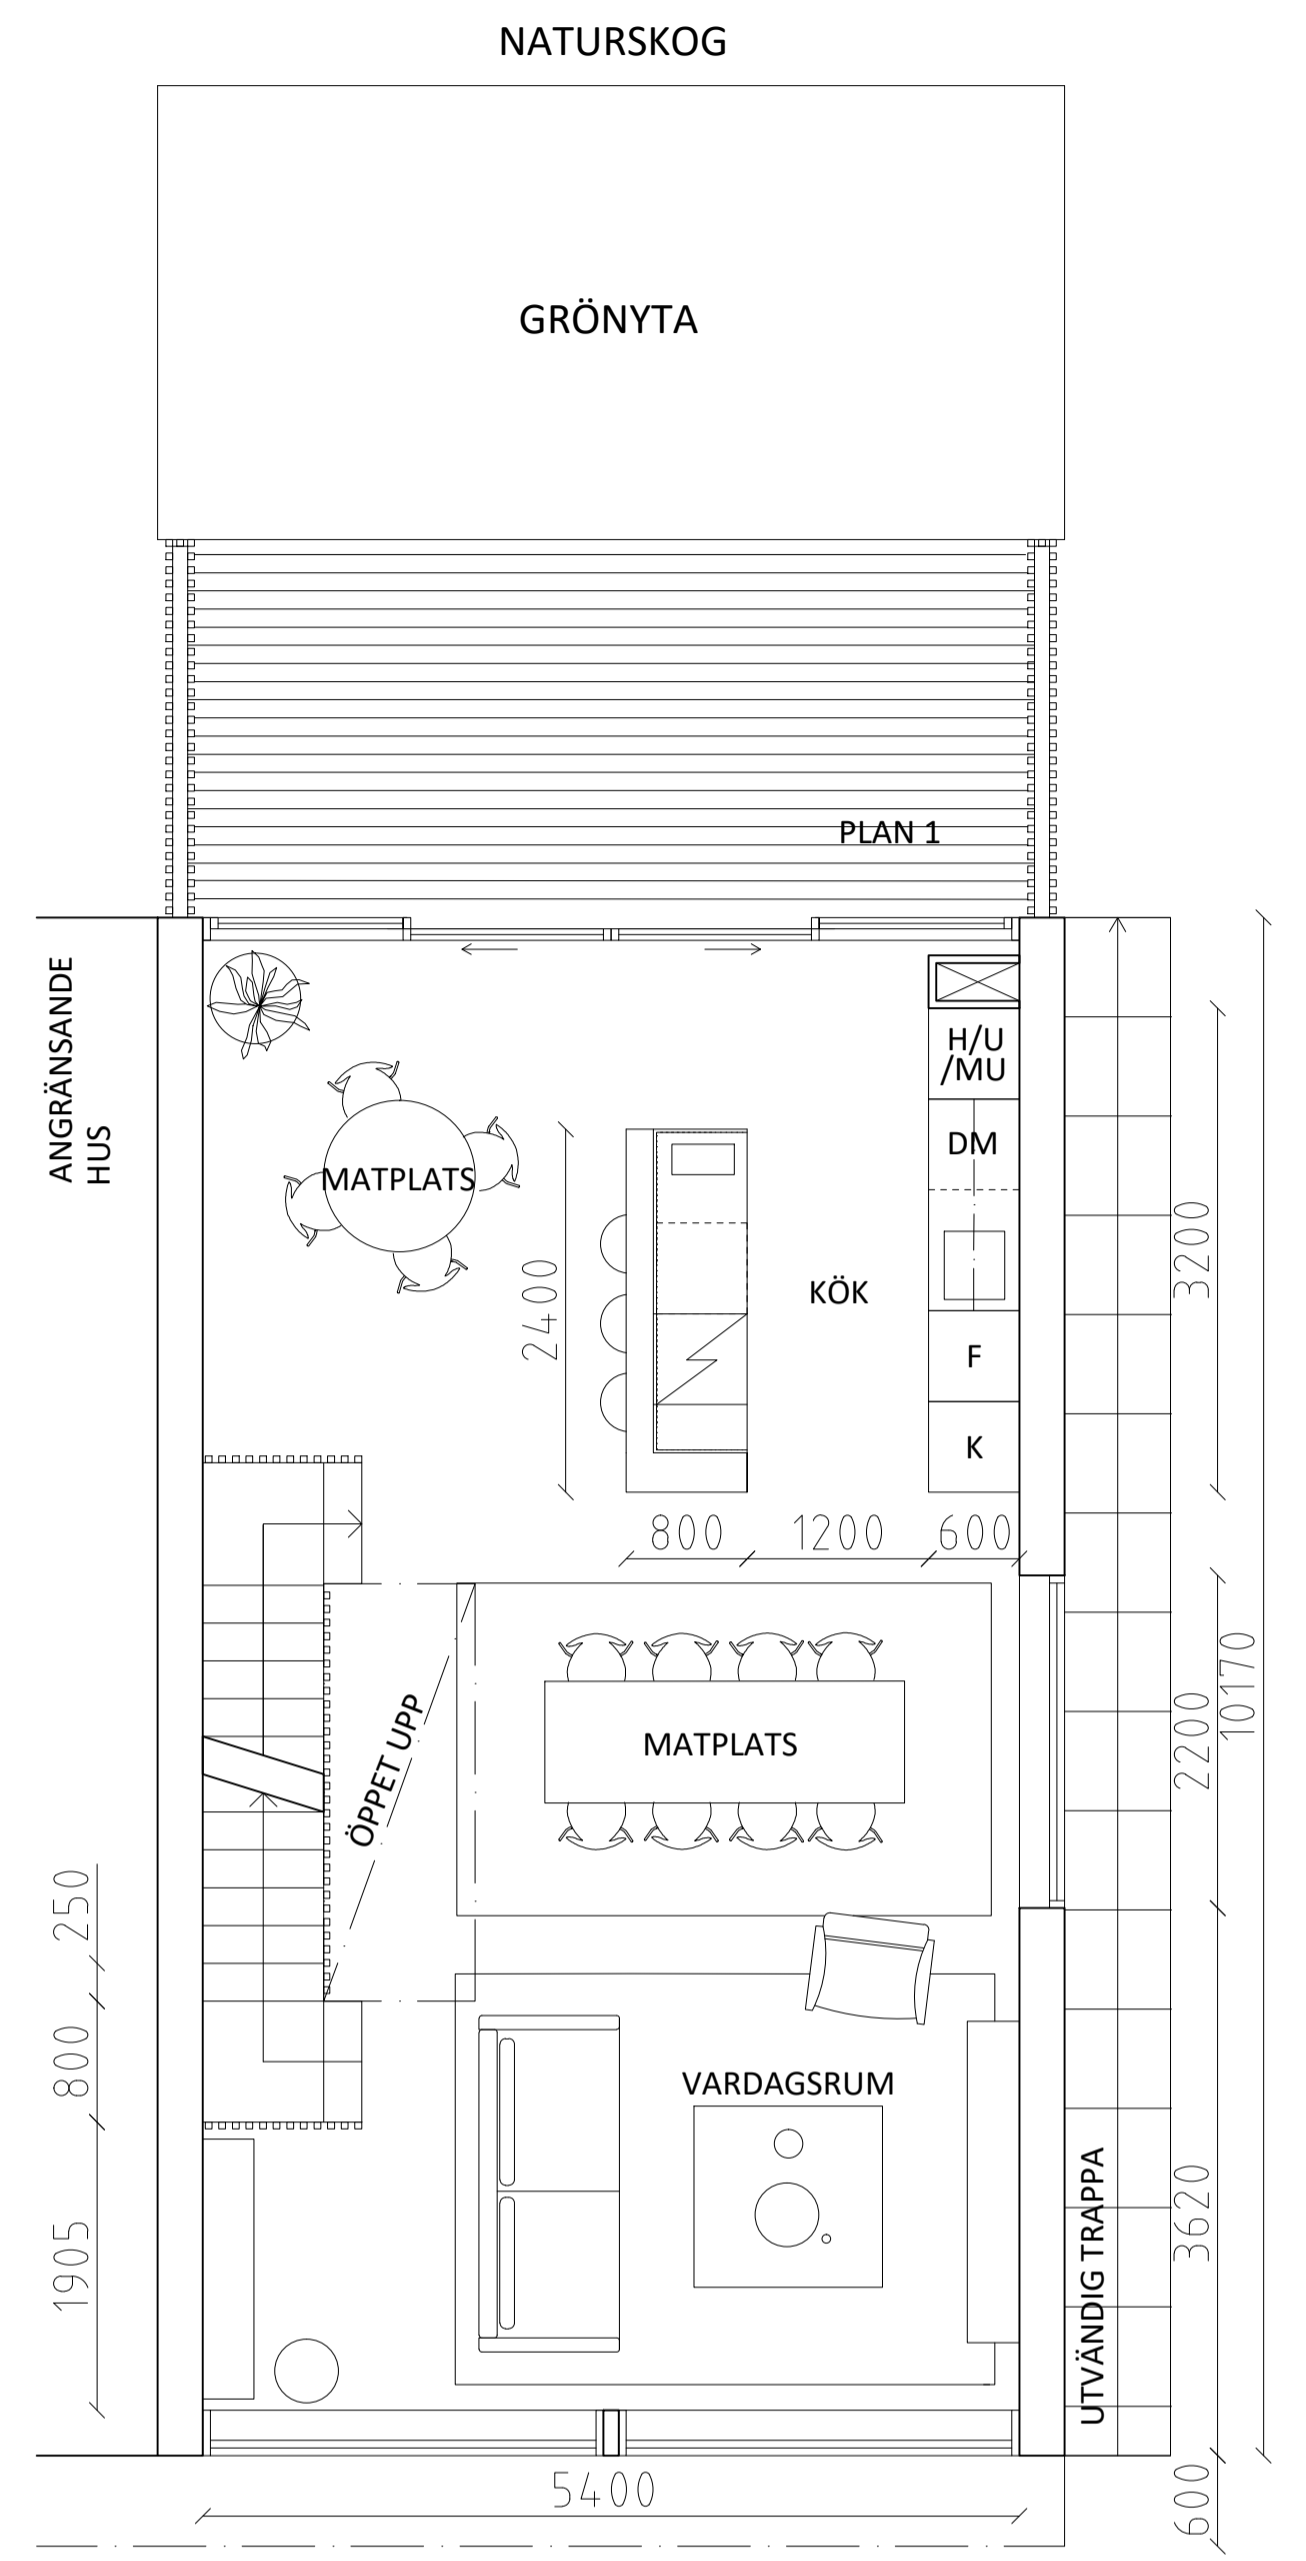 NATURSKOG
GRÖNYTA
PLAN 1
ANGRÄNSANDE
HUS
H/U
/MU
DM
MATPLATS
2400
KÖK
3200
F
K
800
1200
600
ÖPPET UPP
MATPLATS
2200
10170
250
800
1905
VARDAGSRUM
UTVÄNDIG TRAPPA
3620
5400
600